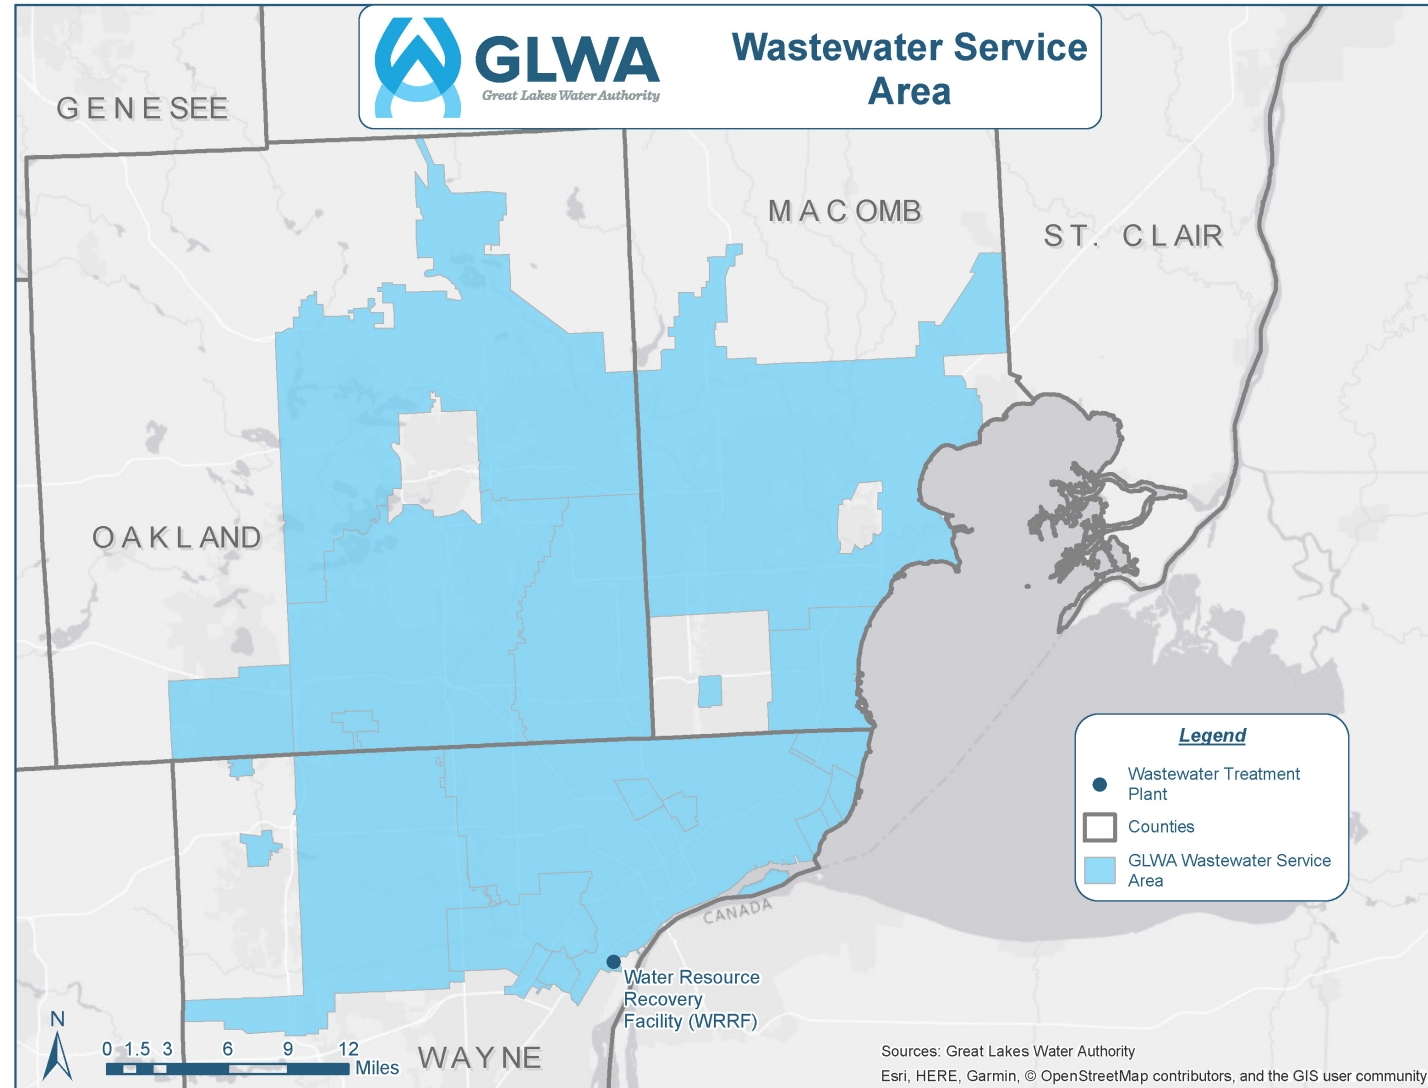 GLWA
Great Lakes Water Authority
Wastewater Service
Area
GENESEE
MACOMB
ST. CLAIR
OAKLAND
Legend
Wastewater Treatment
Plant
Counties
GLWA Wastewater Service
Area
CANADA
Water Resource
Recovery
Facility (WRRF)
N
0 1.5 3 6 9 12
Miles
WAYNE
Sources: Great Lakes Water Authority
Esri, HERE, Garmin, © OpenStreetMap contributors, and the GIS user community